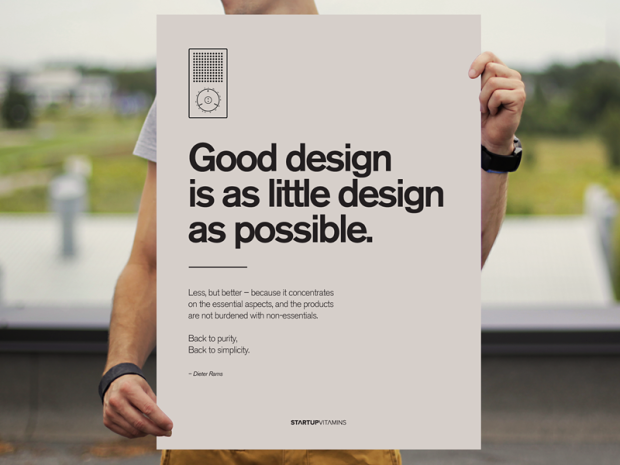 Good design
is as little design
as possible.
Less, but better – because it concentrates
on the essential aspects, and the products
are not burdened with non-essentials.
Back to purity,
Back to simplicity.
– Dieter Rams
STARTUPVITAMINS